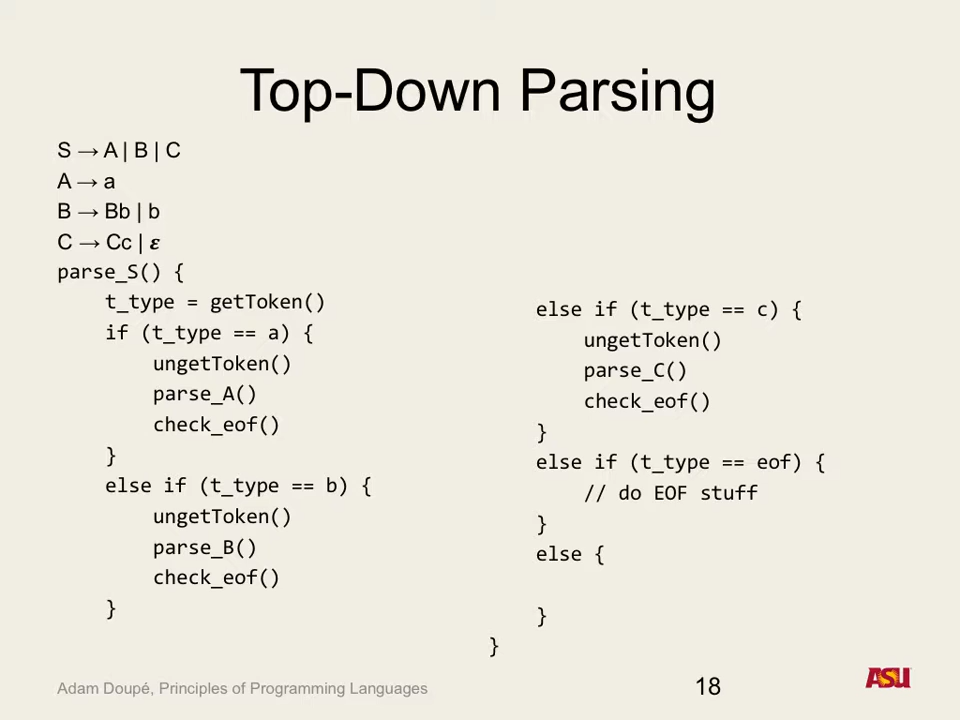 Top-Down Parsing
S → A | B | C
A → a
B → Bb | b
C → Cc | ε
parse_S() {
t_type = getToken()
if (t_type == a) {
ungetToken()
parse_A()
check_eof()
}
else if (t_type == b) {
ungetToken()
parse_B()
check_eof()
}
else if (t_type == c) {
ungetToken()
parse_C()
check_eof()
}
else if (t_type == eof) {
// do EOF stuff
}
else {
}
}
Adam Doupé, Principles of Programming Languages
18
ASU